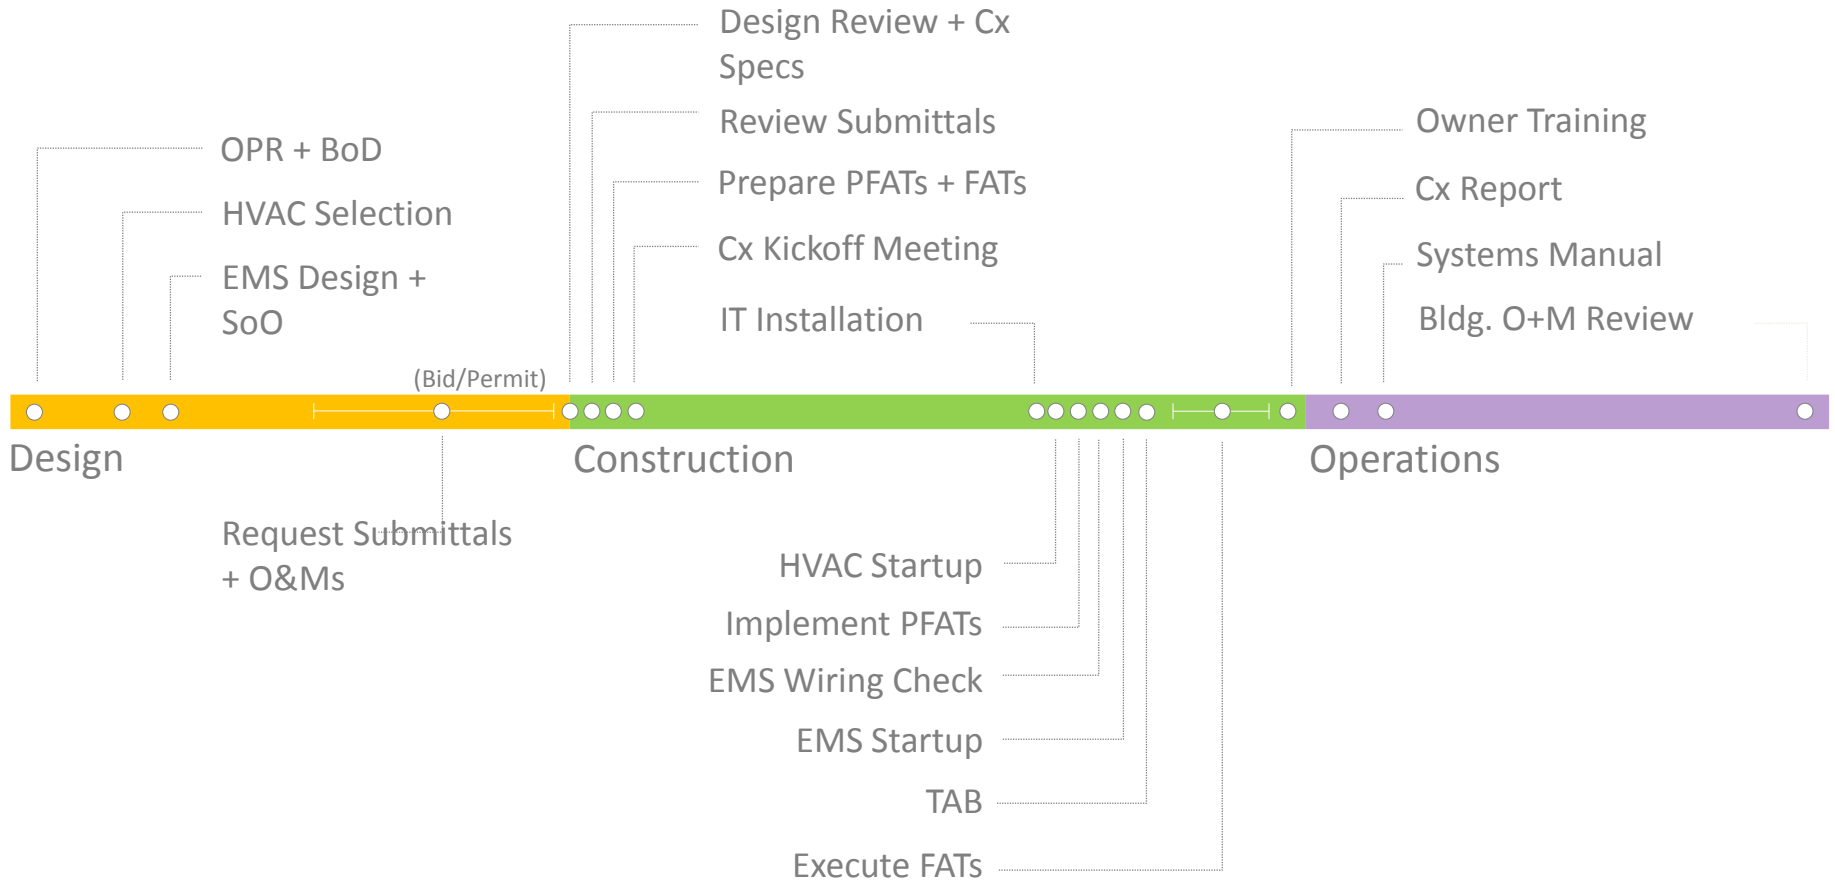 Design Review + Cx
Specs
Review Submittals
Prepare PFATs + FATs
Cx Kickoff Meeting
IT Installation
OPR + BoD
HVAC Selection
EMS Design +
SoO
Owner Training
Cx Report
Systems Manual
Bldg. O+M Review
(Bid/Permit)
Design
Construction
Operations
Request Submittals
+ O&Ms
HVAC Startup
Implement PFATs
EMS Wiring Check
EMS Startup
TAB
Execute FATs